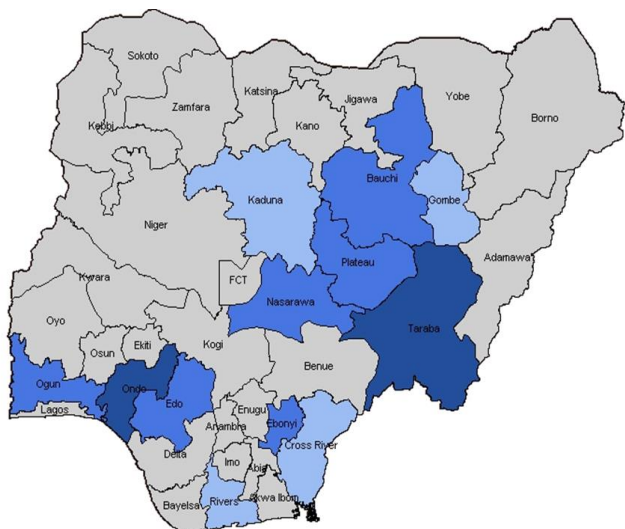 Sokoto
Katsina
Jigawa
Yobe
Borno
Zamfara
Kano
Kebbi
Bauchi
Gombe
Kaduna
Niger
Adamawa
Plateau
FCT
Kwara
Nasarawa
Taraba
Oyo
Kogi
Osun
Ekiti
Benue
Ogun
Ondo
Edo
Lagos
Enugu
Anambra
Ebonyi
Cross River
Delta
Imo
Abia
Bayelsa
Rivers
Akwa Ibom